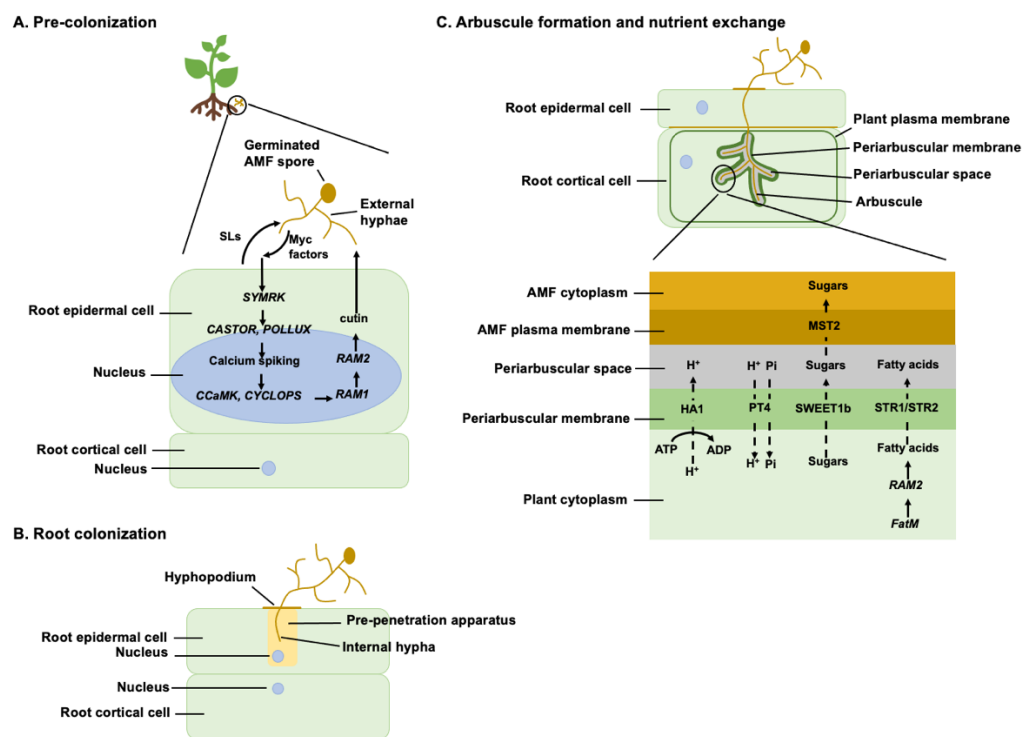 A. Pre-colonization
Germinated
AMF spore
External
hyphae
SLs
Myc
factors
SYMRK
Root epidermal cell
cutin
CASTOR, POLLUX
Calcium spiking
RAM2
Nucleus
CCaMK, CYCLOPS
RAM1
Root cortical cell
Nucleus
B. Root colonization
Hyphopodium
Pre-penetration apparatus
Root epidermal cell
Internal hypha
Nucleus
Nucleus
Root cortical cell
C. Arbuscule formation and nutrient exchange
Root epidermal cell
Plant plasma membrane
Periarbuscular membrane
Periarbuscular space
Root cortical cell
Arbuscule
AMF cytoplasm
Sugars
AMF plasma membrane
MST2
Periarbuscular space
H⁺ H⁺ Pi Sugars Fatty acids
Periarbuscular membrane
HA1 PT4 SWEET1b STR1/STR2
ATP ADP Fatty acids
H⁺ H⁺ Pi Sugars
RAM2
Plant cytoplasm
FatM